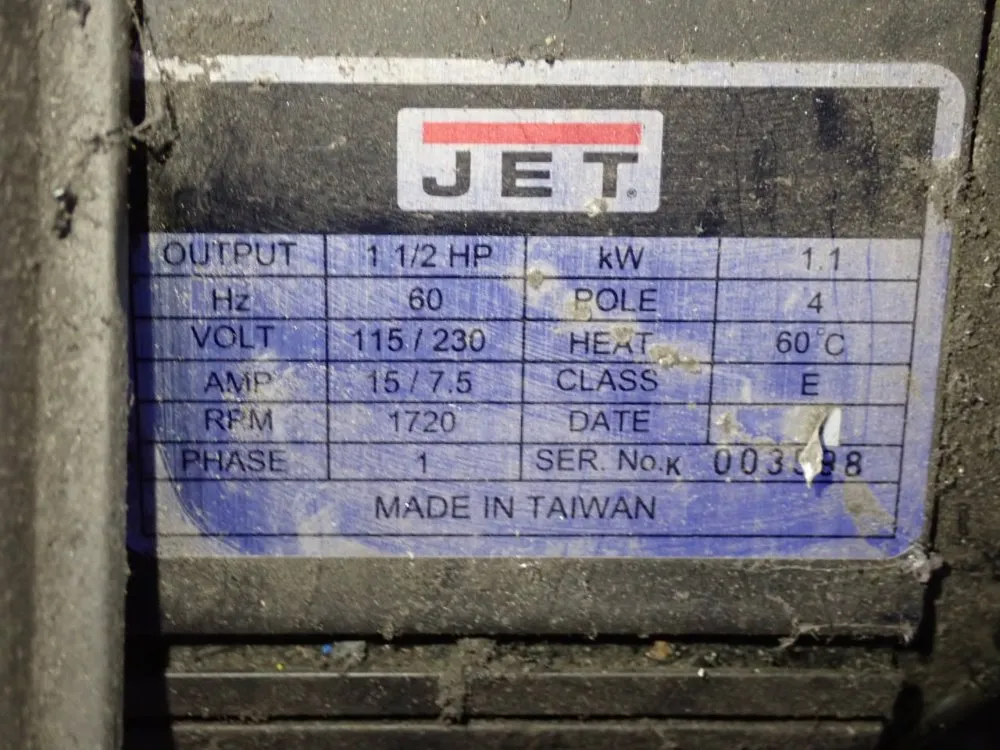 JET
OUTPUT 1 1/2 HP kW 1.1
Hz 60 POLE 4
VOLT 115 / 230 HEAT 60°C
AMP 15 / 7.5 CLASS E
RPM 1720 DATE
PHASE 1 SER. No.K
MADE IN TAIWAN